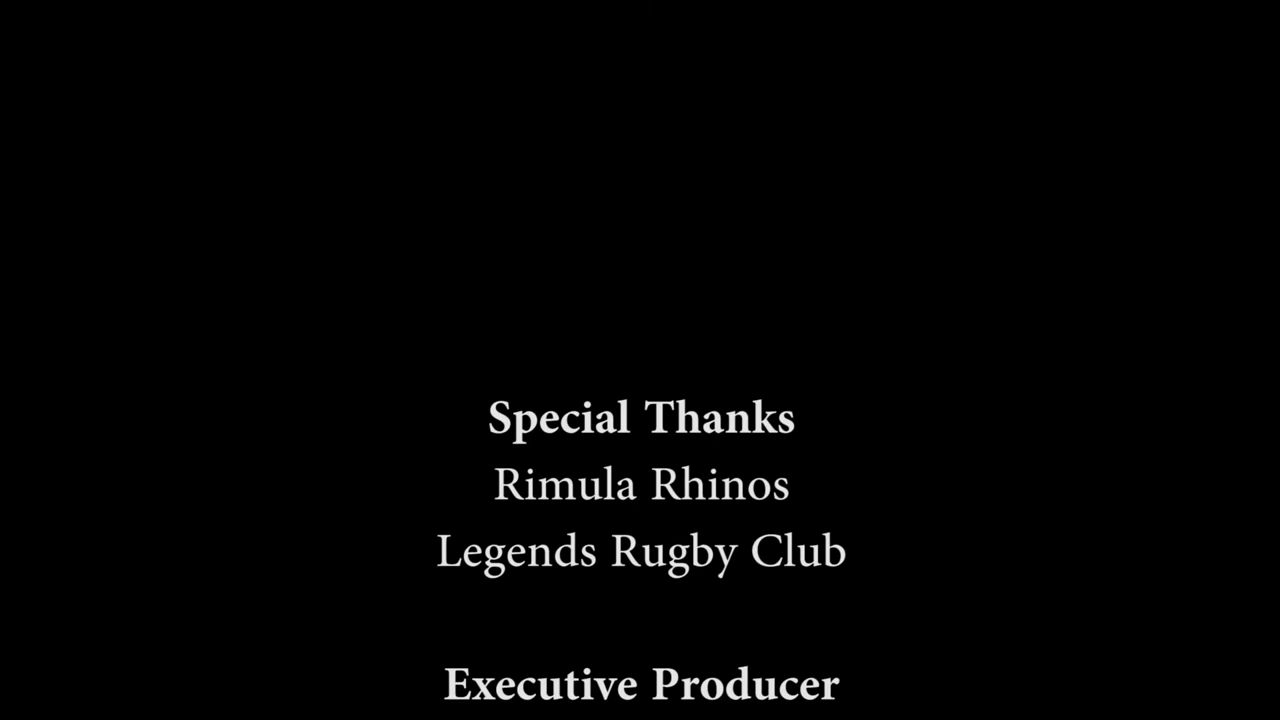 Special Thanks
Rimula Rhinos
Legends Rugby Club
Executive Producer